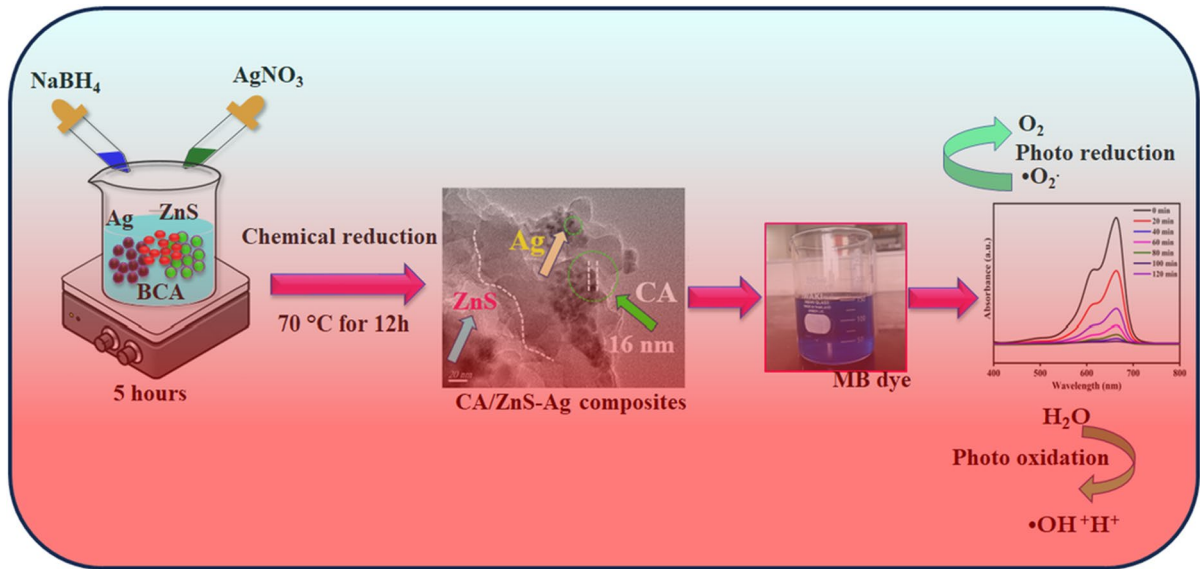 NaBH₄
AgNO₃
Ag
ZnS
BCA
5 hours
Chemical reduction
70 °C for 12h
Ag
ZnS
CA
16 nm
20 nm
CA/ZnS-Ag composites
MB dye
O₂
Photo reduction
•O₂·
Absorbance (a.u.)
0 min
20 min
40 min
60 min
80 min
100 min
120 min
400 500 600 700 800
Wavelength (nm)
H₂O
Photo oxidation
•OH⁺H⁺